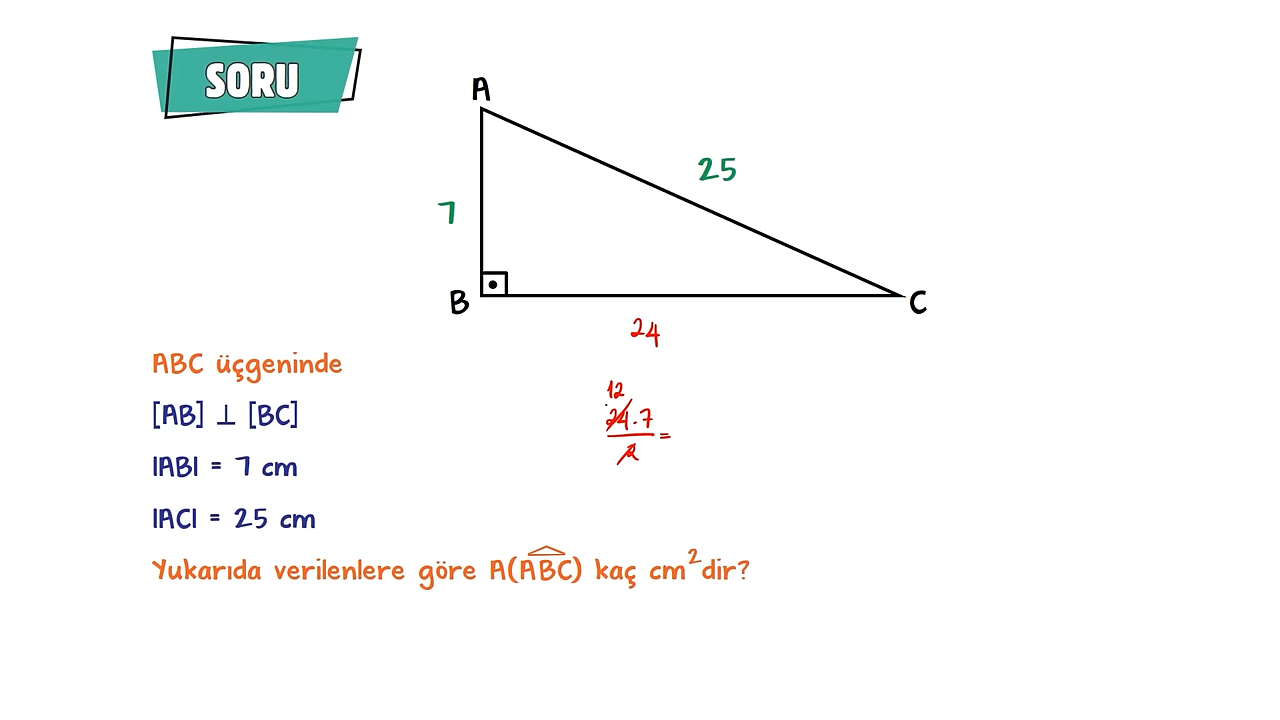 SORU
A
25
7
B
C
24
ABC üçgeninde
[AB] ⊥ [BC]
12
24.7
2
=
|AB| = 7 cm
|AC| = 25 cm
Yukarıda verilenlere göre A(ABC) kaç cm²dir?